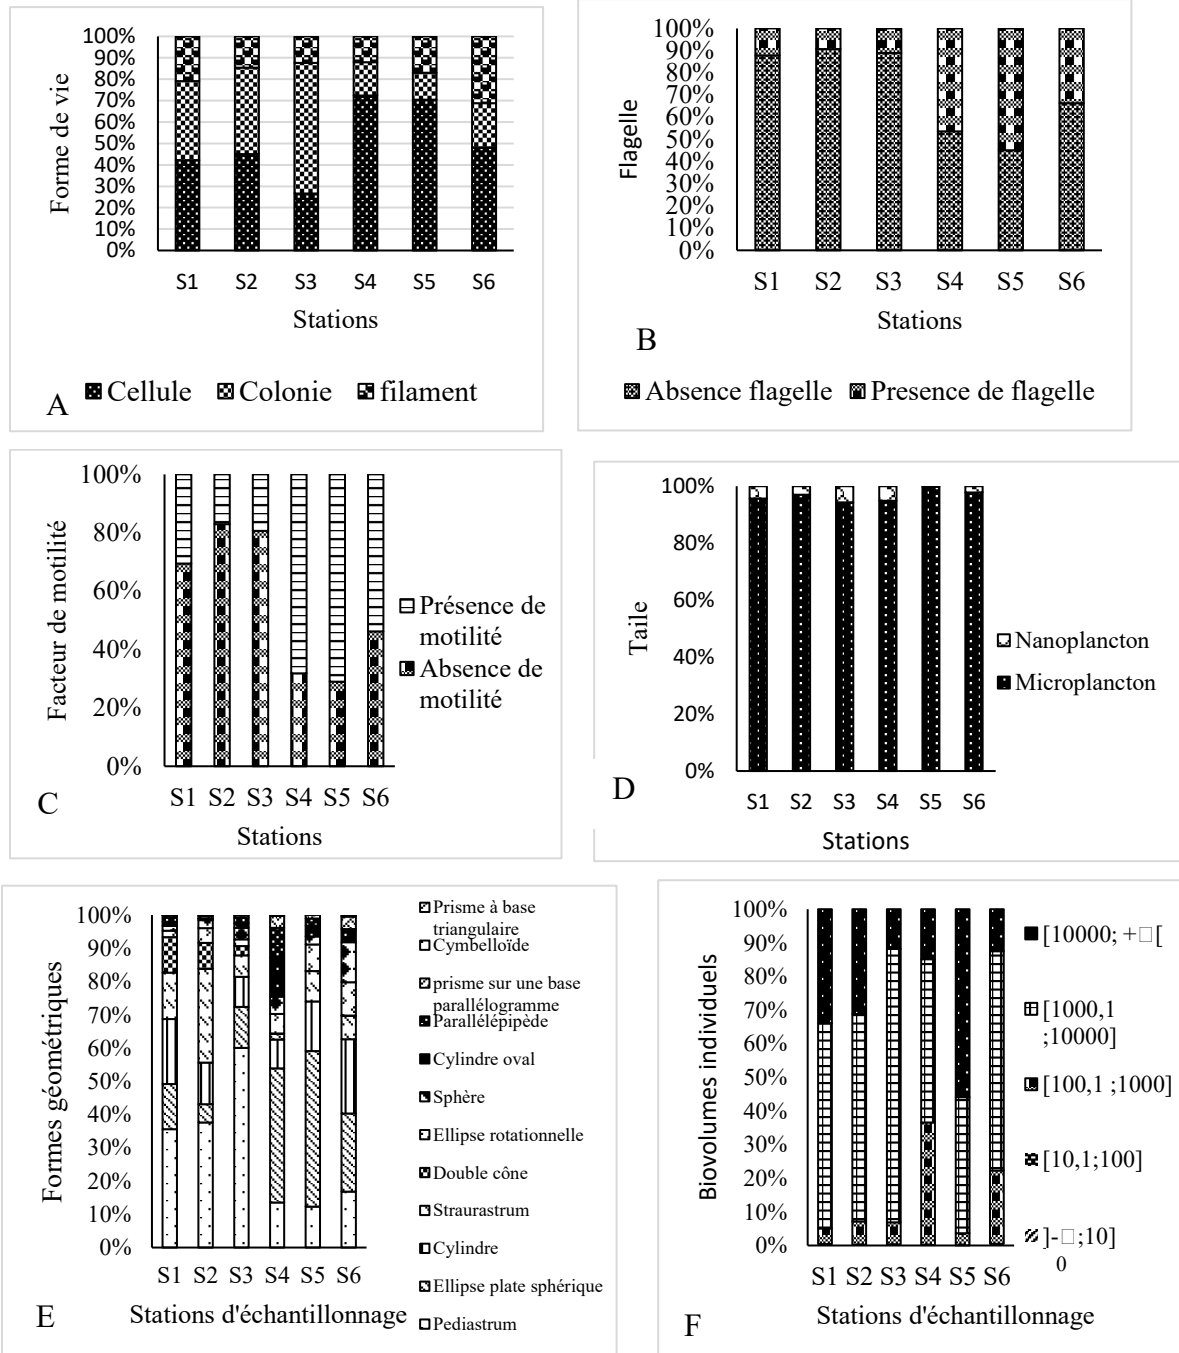 100%
90%
80%
70%
60%
50%
40%
30%
20%
10%
0%
Forme de vie
S1 S2 S3 S4 S5 S6
Stations
A
Cellule Colonie filament
100%
90%
80%
70%
60%
50%
40%
30%
20%
10%
0%
Flagelle
S1 S2 S3 S4 S5 S6
Stations
B
Absence flagelle Presence de flagelle
100%
80%
60%
40%
20%
0%
Facteur de motilité
S1 S2 S3 S4 S5 S6
Stations
C
Présence de
motilité
Absence de
motilité
100%
80%
60%
40%
20%
0%
Taile
S1 S2 S3 S4 S5 S6
Stations
D
Nanoplancton
Microplancton
100%
90%
80%
70%
60%
50%
40%
30%
20%
10%
0%
Formes géométriques
S1 S2 S3 S4 S5 S6
Stations d'échantillonnage
E
Prisme à base
triangulaire
Cymbelloïde
prisme sur une base
parallélogramme
Parallélépipède
Cylindre oval
Sphère
Ellipse rotationnelle
Double cône
Straurastrum
Cylindre
Ellipse plate sphérique
Pediastrum
100%
90%
80%
70%
60%
50%
40%
30%
20%
10%
0%
Biovolumes individuels
S1 S2 S3 S4 S5 S6
Stations d'échantillonnage
F
[10000; +□[
[1000,1
;10000]
[100,1 ;1000]
[10,1;100]
]-□;10]
0